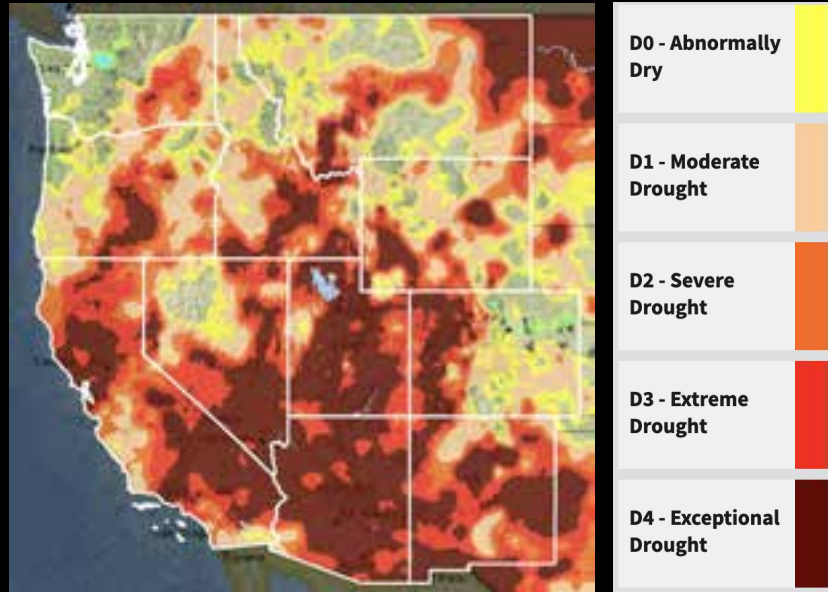 D0 - Abnormally
Dry
D1 - Moderate
Drought
D2 - Severe
Drought
D3 - Extreme
Drought
D4 - Exceptional
Drought